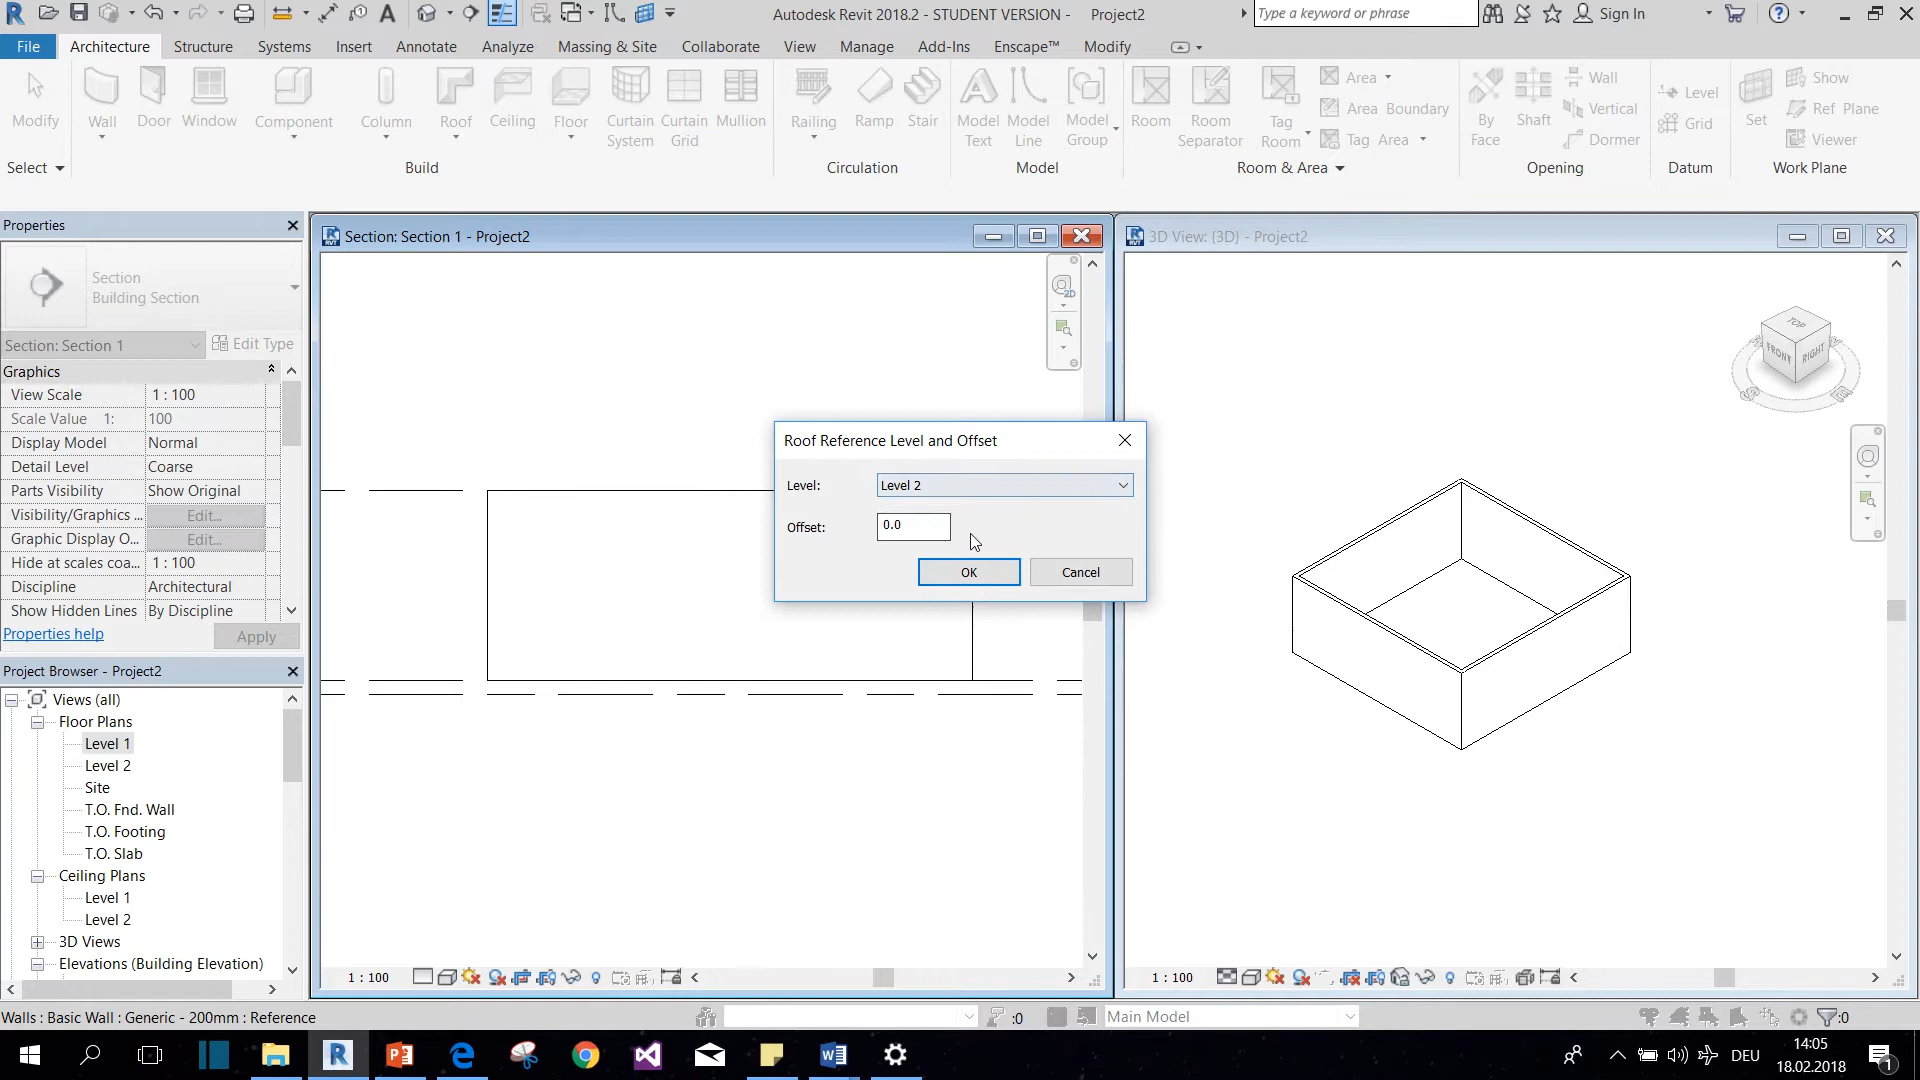 Autodesk Revit 2018.2 - STUDENT VERSION - Project2
Type a keyword or phrase
Sign In
File
Architecture
Structure
Systems
Insert
Annotate
Analyze
Massing & Site
Collaborate
View
Manage
Add-Ins
Enscape™
Modify
Modify
Wall
Door
Window
Component
Column
Roof
Ceiling
Floor
Curtain System
Curtain Grid
Mullion
Railing
Ramp
Stair
Model Text
Model Line
Model Group
Room
Room Separator
Tag Room
Area
Area Boundary
Tag Area
By Face
Shaft
Wall
Vertical
Dormer
Level
Grid
Set
Show
Ref Plane
Viewer
Select
Build
Circulation
Model
Room & Area
Opening
Datum
Work Plane
Properties
Section
Building Section
Section: Section 1
Edit Type
Graphics
View Scale 1 : 100
Scale Value 1: 100
Display Model Normal
Detail Level Coarse
Parts Visibility Show Original
Visibility/Graphics ... Edit...
Graphic Display O... Edit...
Hide at scales coa... 1 : 100
Discipline Architectural
Show Hidden Lines By Discipline
Properties help
Apply
Project Browser - Project2
Views (all)
Floor Plans
Level 1
Level 2
Site
T.O. Fnd. Wall
T.O. Footing
T.O. Slab
Ceiling Plans
Level 1
Level 2
3D Views
Elevations (Building Elevation)
Section: Section 1 - Project2
2D
1 : 100
Roof Reference Level and Offset
Level: Level 2
Offset: 0.0
OK
Cancel
3D View: {3D} - Project2
TOP
FRONT
RIGHT
1 : 100
Walls : Basic Wall : Generic - 200mm : Reference
:0
Main Model
:0
DEU
14:05
18.02.2018
1